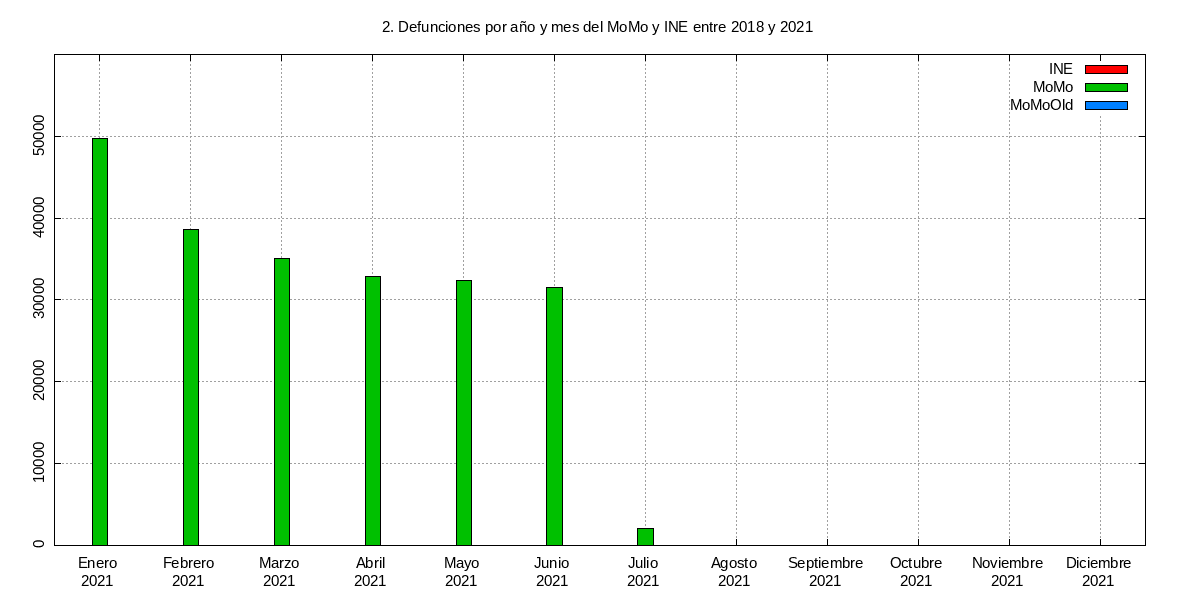 2. Defunciones por año y mes del MoMo y INE entre 2018 y 2021
INE
MoMo
MoMoOld
50000
40000
30000
20000
10000
0
Enero Febrero Marzo Abril Mayo Junio Julio Agosto Septiembre Octubre Noviembre Diciembre
2021 2021 2021 2021 2021 2021 2021 2021 2021 2021 2021 2021